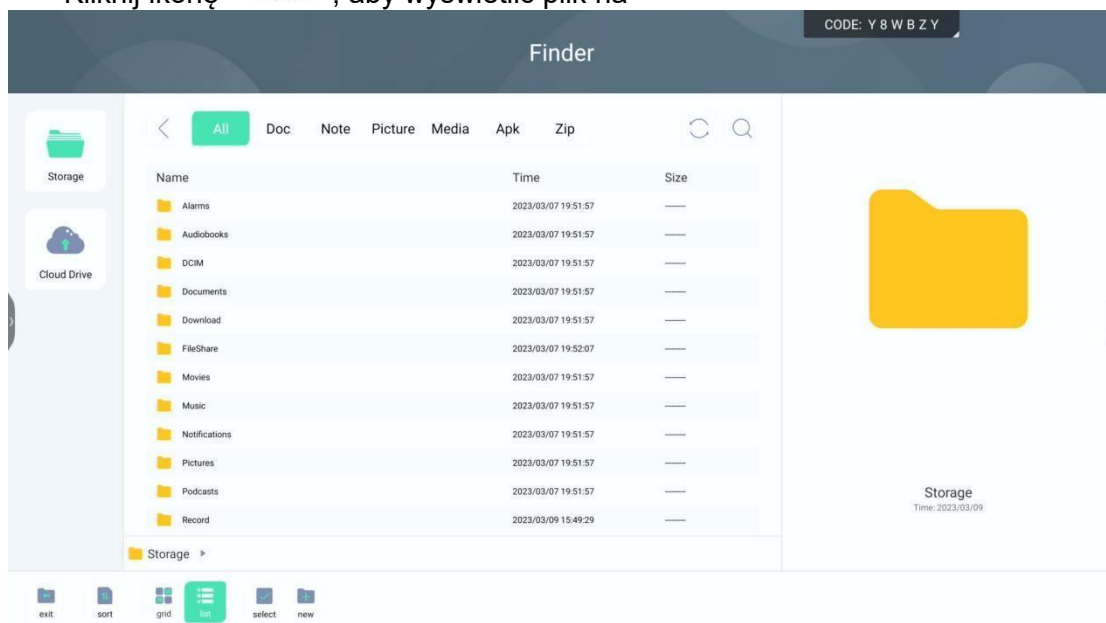 Kliknij ikonę , aby wyświetlić plik na
CODE: Y8WBZY
Finder
All Doc Note Picture Media Apk Zip
Storage
Cloud Drive
Name Time Size
Alarms 2023/03/07 19:51:57 ——
Audiobooks 2023/03/07 19:51:57 ——
DCIM 2023/03/07 19:51:57 ——
Documents 2023/03/07 19:51:57 ——
Download 2023/03/07 19:51:57 ——
FileShare 2023/03/07 19:52:07 ——
Movies 2023/03/07 19:51:57 ——
Music 2023/03/07 19:51:57 ——
Notifications 2023/03/07 19:51:57 ——
Pictures 2023/03/07 19:51:57 ——
Podcasts 2023/03/07 19:51:57 ——
Record 2023/03/09 15:49:29 ——
Storage
Storage
Time: 2023/03/09
exit sort grid list select new